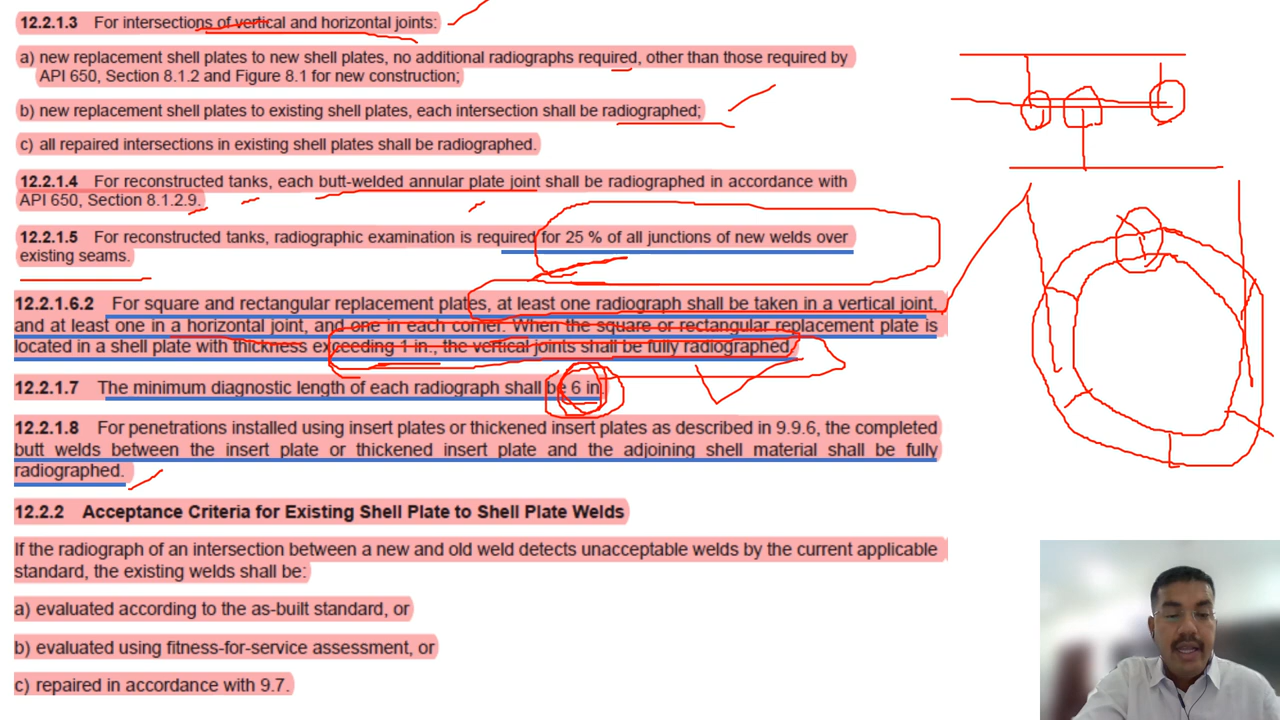 12.2.1.3 For intersections of vertical and horizontal joints:
a) new replacement shell plates to new shell plates, no additional radiographs required, other than those required by
API 650, Section 8.1.2 and Figure 8.1 for new construction;
b) new replacement shell plates to existing shell plates, each intersection shall be radiographed;
c) all repaired intersections in existing shell plates shall be radiographed.
12.2.1.4 For reconstructed tanks, each butt-welded annular plate joint shall be radiographed in accordance with
API 650, Section 8.1.2.9.
12.2.1.5 For reconstructed tanks, radiographic examination is required for 25 % of all junctions of new welds over
existing seams.
12.2.1.6.2 For square and rectangular replacement plates, at least one radiograph shall be taken in a vertical joint,
and at least one in a horizontal joint, and one in each corner. When the square or rectangular replacement plate is
located in a shell plate with thickness exceeding 1 in., the vertical joints shall be fully radiographed.
12.2.1.7 The minimum diagnostic length of each radiograph shall be 6 in.
12.2.1.8 For penetrations installed using insert plates or thickened insert plates as described in 9.9.6, the completed
butt welds between the insert plate or thickened insert plate and the adjoining shell material shall be fully
radiographed.
12.2.2 Acceptance Criteria for Existing Shell Plate to Shell Plate Welds
If the radiograph of an intersection between a new and old weld detects unacceptable welds by the current applicable
standard, the existing welds shall be:
a) evaluated according to the as-built standard, or
b) evaluated using fitness-for-service assessment, or
c) repaired in accordance with 9.7.